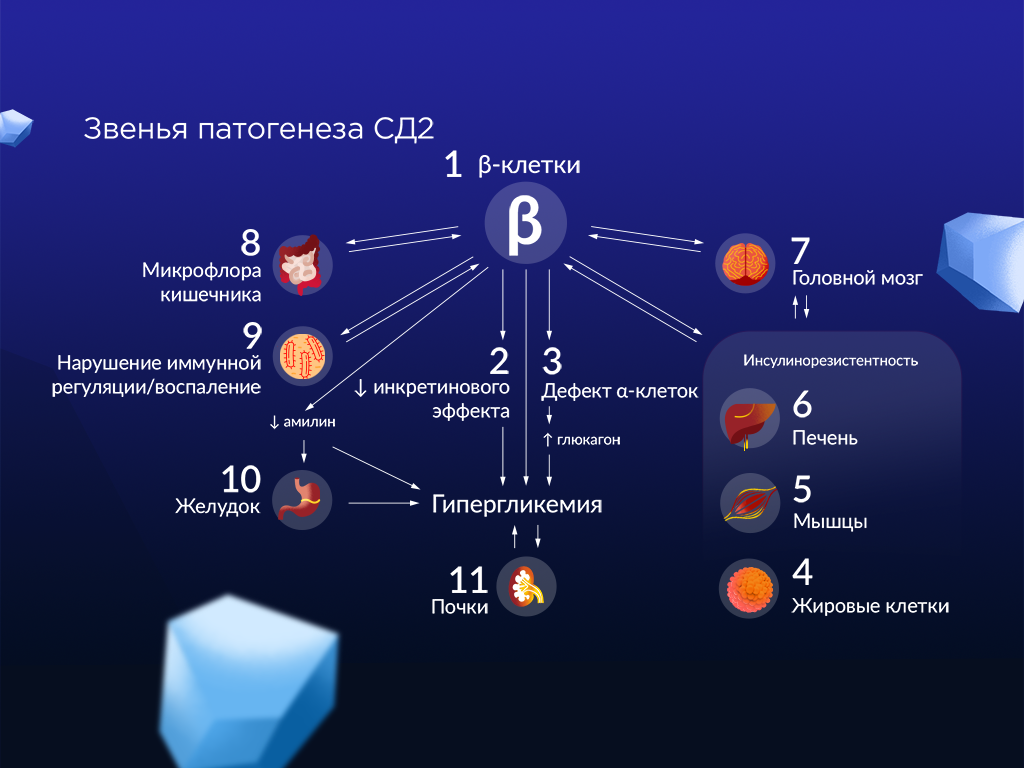 Звенья патогенеза СД2
1 β-клетки
β
8
Микрофлора
кишечника
7
Головной мозг
9
Нарушение иммунной
регуляции/воспаление
2
↓ инкретинового
эффекта
3
Дефект α-клеток
↑ глюкагон
↓ амилин
10
Желудок
Гипергликемия
11
Почки
Инсулинорезистентность
6
Печень
5
Мышцы
4
Жировые клетки